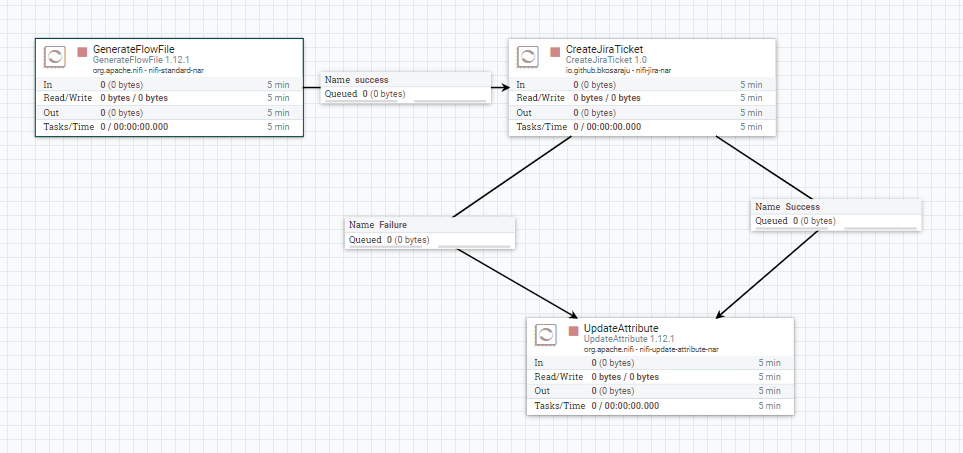 GenerateFlowFile
GenerateFlowFile 1.12.1
org.apache.nifi - nifi-standard-nar
In 0 (0 bytes) 5 min
Read/Write 0 bytes / 0 bytes 5 min
Out 0 (0 bytes) 5 min
Tasks/Time 0 / 00:00:00.000 5 min
Name success
Queued 0 (0 bytes)
CreateJiraTicket
CreateJiraTicket 1.0
io.github.bkosaraju - nifi-jira-nar
In 0 (0 bytes) 5 min
Read/Write 0 bytes / 0 bytes 5 min
Out 0 (0 bytes) 5 min
Tasks/Time 0 / 00:00:00.000 5 min
Name Failure
Queued 0 (0 bytes)
Name Success
Queued 0 (0 bytes)
UpdateAttribute
UpdateAttribute 1.12.1
org.apache.nifi - nifi-update-attribute-nar
In 0 (0 bytes) 5 min
Read/Write 0 bytes / 0 bytes 5 min
Out 0 (0 bytes) 5 min
Tasks/Time 0 / 00:00:00.000 5 min